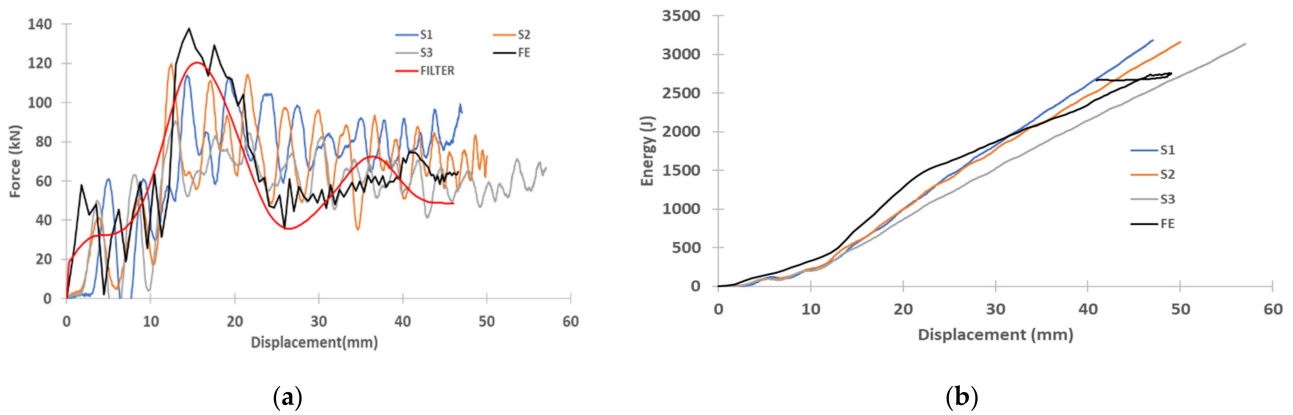 140
120
100
80
60
40
20
0
Force (kN)
S1 S2
S3 FE
FILTER
0 10 20 30 40 50 60
Displacement(mm)
(a)
3500
3000
2500
2000
1500
1000
500
0
Energy (J)
S1
S2
S3
FE
0 10 20 30 40 50 60
Displacement (mm)
(b)